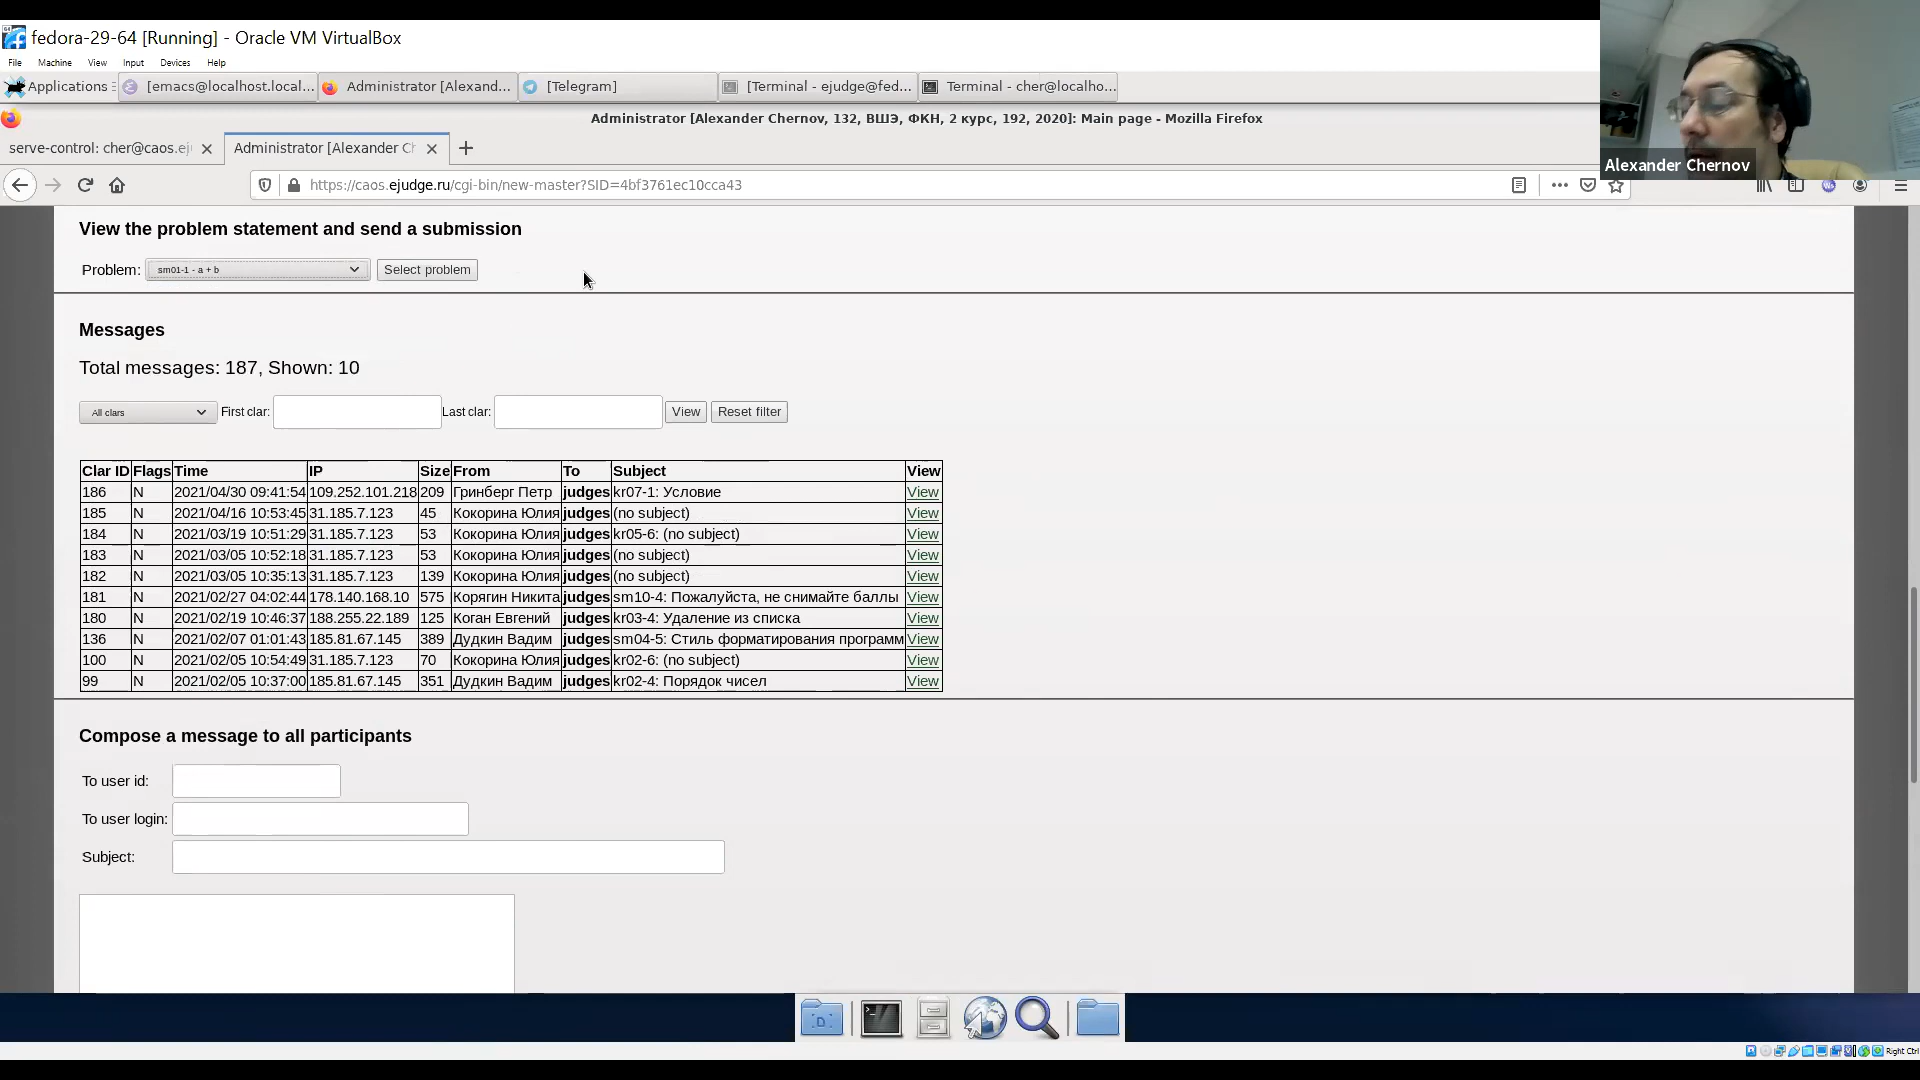 fedora-29-64 [Running] - Oracle VM VirtualBox
File Machine View Input Devices Help
Applications [emacs@localhost.local... Administrator [Alexand... [Telegram] [Terminal - ejudge@fed... Terminal - cher@localho...
Administrator [Alexander Chernov, 132, ВШЭ, ФКН, 2 курс, 192, 2020]: Main page - Mozilla Firefox
serve-control: cher@caos.ej Administrator [Alexander Ch
Alexander Chernov
https://caos.ejudge.ru/cgi-bin/new-master?SID=4bf3761ec10cca43
View the problem statement and send a submission
Problem: sm01-1 - a + b Select problem
Messages
Total messages: 187, Shown: 10
All clars First clar: Last clar: View Reset filter
Clar ID Flags Time IP Size From To Subject View
186 N 2021/04/30 09:41:54 109.252.101.218 209 Гринберг Петр judges kr07-1: Условие View
185 N 2021/04/16 10:53:45 31.185.7.123 45 Кокорина Юлия judges (no subject) View
184 N 2021/03/19 10:51:29 31.185.7.123 53 Кокорина Юлия judges kr05-6: (no subject) View
183 N 2021/03/05 10:52:18 31.185.7.123 53 Кокорина Юлия judges (no subject) View
182 N 2021/03/05 10:35:13 31.185.7.123 139 Кокорина Юлия judges (no subject) View
181 N 2021/02/27 04:02:44 178.140.168.10 575 Корягин Никита judges sm10-4: Пожалуйста, не снимайте баллы View
180 N 2021/02/19 10:46:37 188.255.22.189 125 Коган Евгений judges kr03-4: Удаление из списка View
136 N 2021/02/07 01:01:43 185.81.67.145 389 Дудкин Вадим judges sm04-5: Стиль форматирования программ View
100 N 2021/02/05 10:54:49 31.185.7.123 70 Кокорина Юлия judges kr02-6: (no subject) View
99 N 2021/02/05 10:37:00 185.81.67.145 351 Дудкин Вадим judges kr02-4: Порядок чисел View
Compose a message to all participants
To user id:
To user login:
Subject:
Right Ctrl